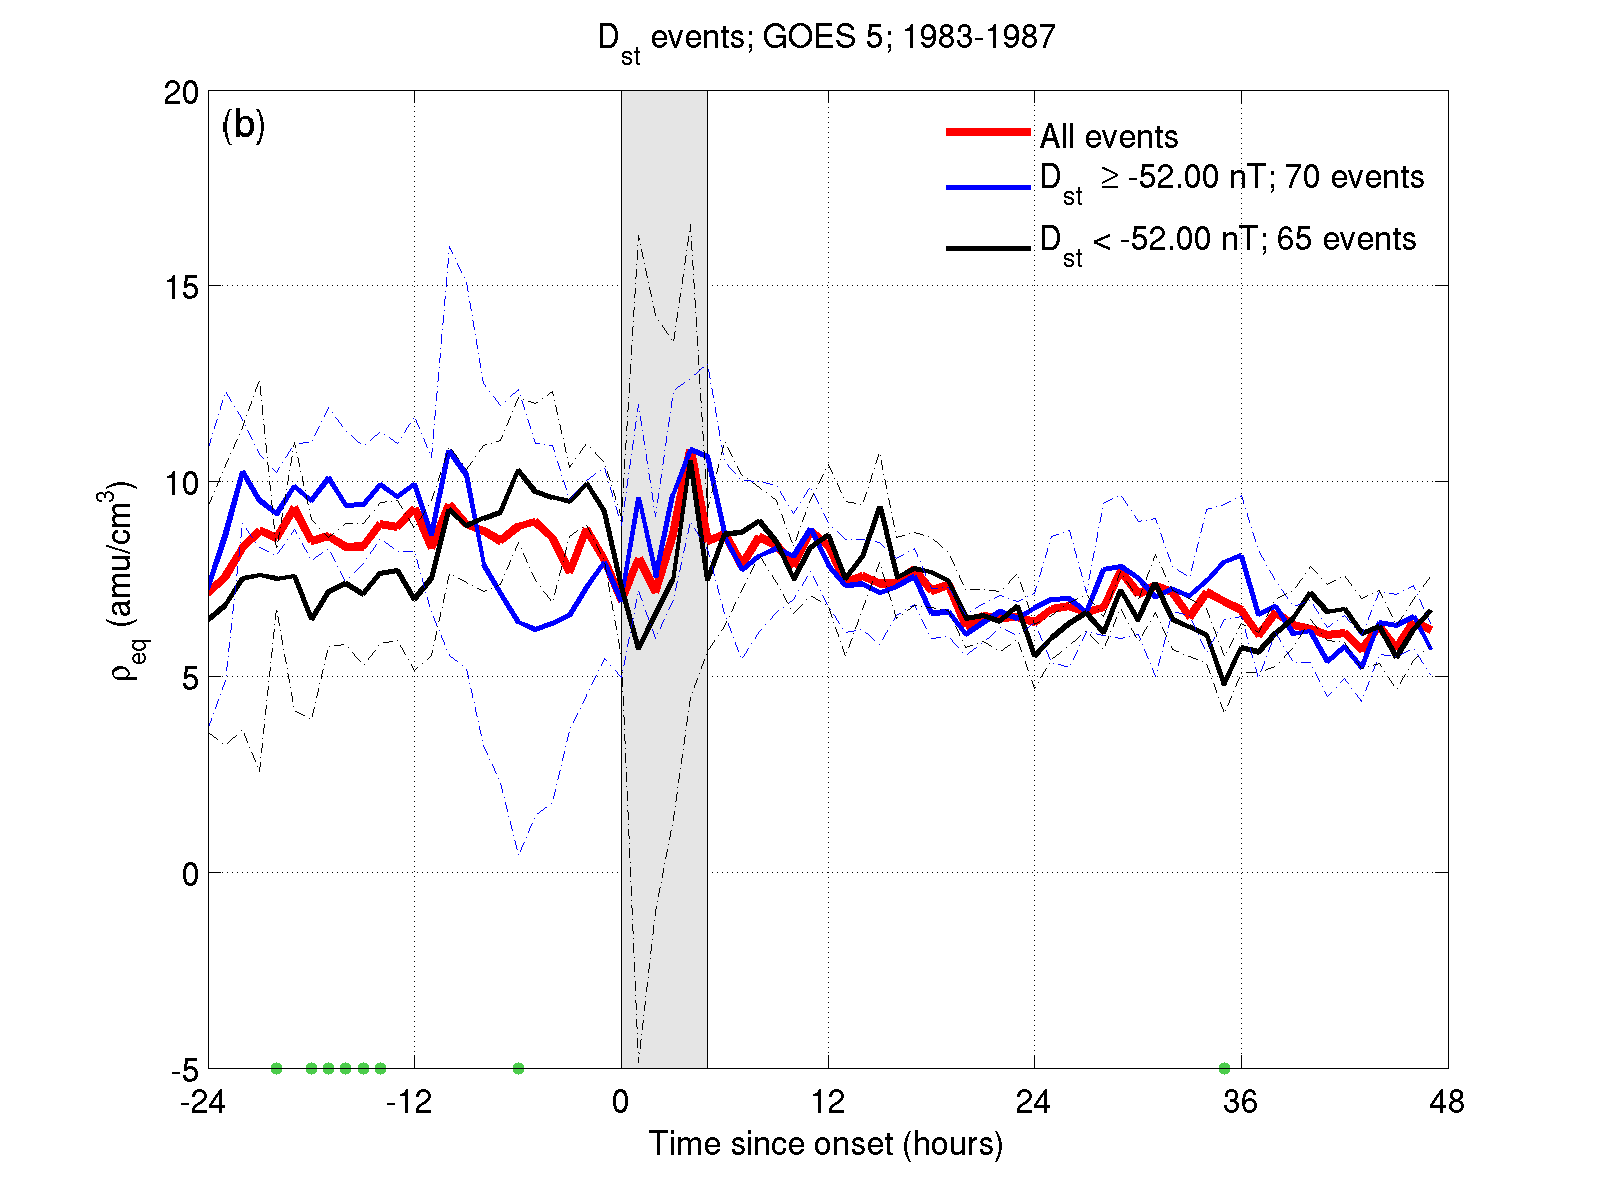 Dst events; GOES 5; 1983-1987
(b)
All events
Dst ≥ -52.00 nT; 70 events
Dst < -52.00 nT; 65 events
20
15
10
5
0
-5
ρeq (amu/cm3)
-24 -12 0 12 24 36 48
Time since onset (hours)